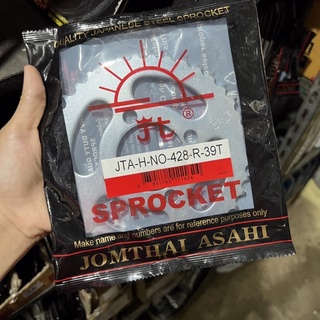 QUALITY JAPANESE STEEL SPROCKET
jt ®
JTA-H-NO-428-R-39T
SPROCKET
Make name and numbers are for reference purposes only
JOMTHAI ASAHI